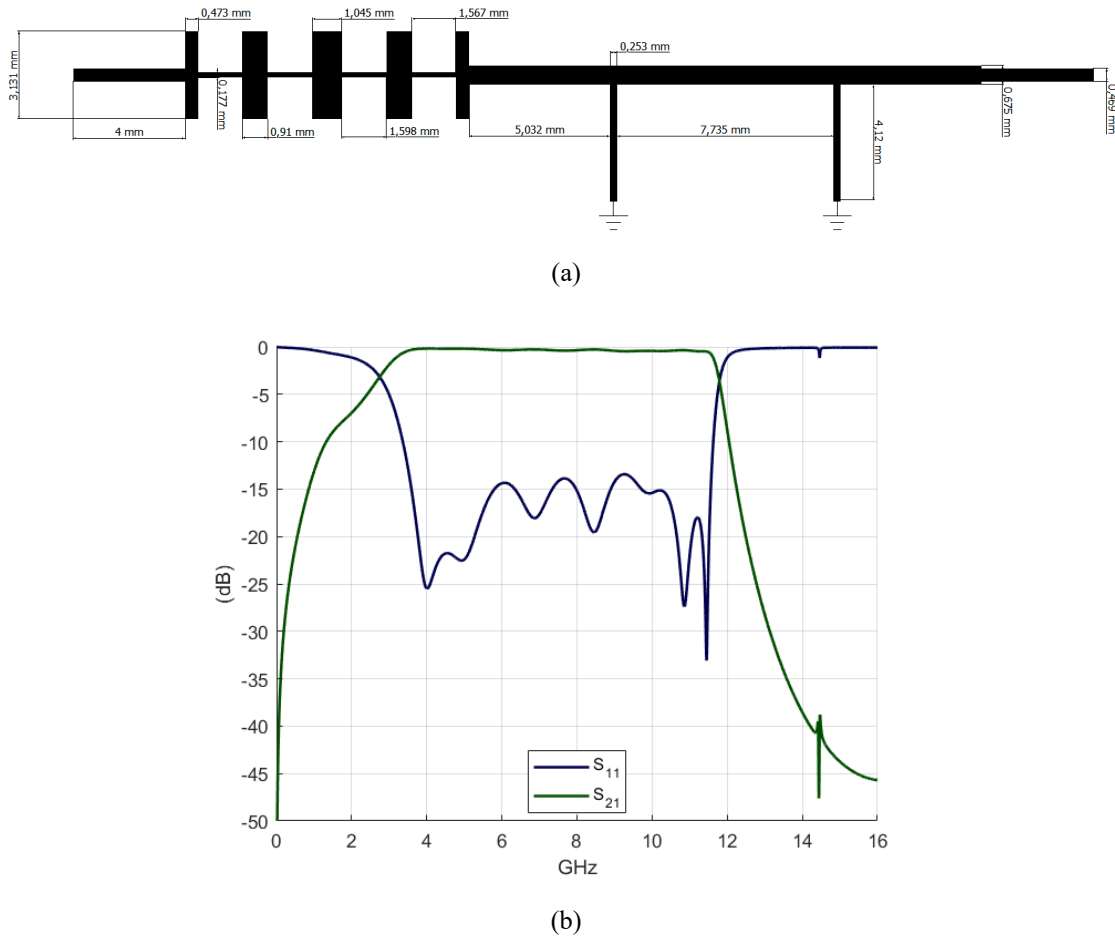 0,473 mm
1,045 mm
1,567 mm
0,253 mm
3,131 mm
0,177 mm
0,675 mm
0,469 mm
4 mm
0,91 mm
1,598 mm
5,032 mm
7,735 mm
4,12 mm
(a)
0
-5
-10
-15
-20
-25
-30
-35
-40
-45
-50
(dB)
S11
S21
0 2 4 6 8 10 12 14 16
GHz
(b)